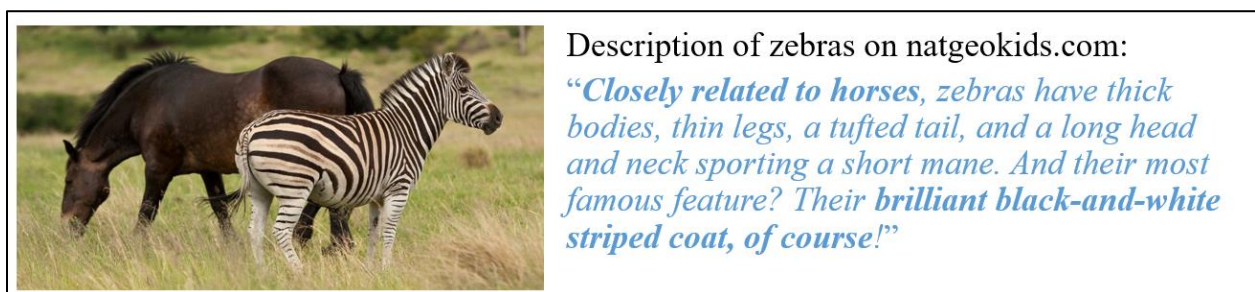 Description of zebras on natgeokids.com:
“Closely related to horses, zebras have thick
bodies, thin legs, a tufted tail, and a long head
and neck sporting a short mane. And their most
famous feature? Their brilliant black-and-white
striped coat, of course!”